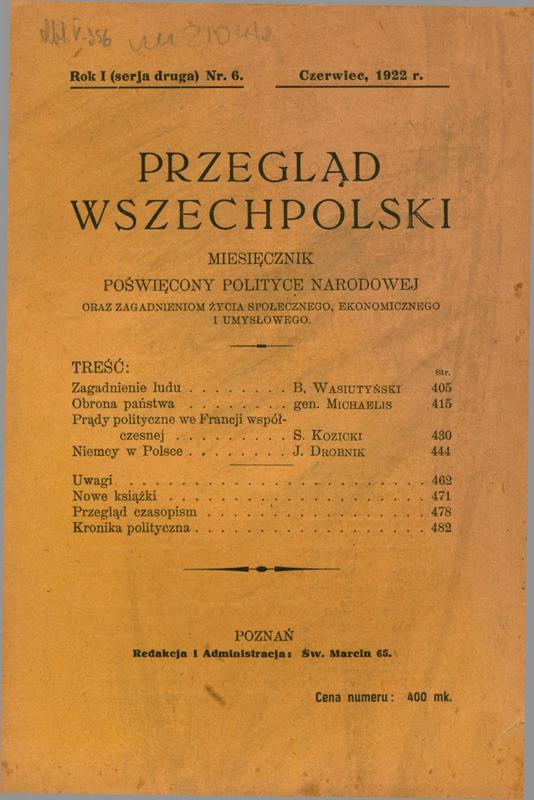 Rok I (serja druga) Nr. 6. Czerwiec, 1922 r.
PRZEGLĄD
WSZECHPOLSKI
MIESIĘCZNIK
POŚWIĘCONY POLITYCE NARODOWEJ
ORAZ ZAGADNIENIOM ŻYCIA SPOŁECZNEGO, EKONOMICZNEGO
I UMYSŁOWEGO.
TREŚĆ:
Str.
Zagadnienie ludu . . . . . . . . B, WASIUTYŃSKI 405
Obrona państwa . . . . . . . . . gen. MICHAELIS 415
Prądy polityczne we Francji współ-
czesnej . . . . . . . . . . S. KOZICKI 430
Niemcy w Polsce . . . . . . . . J. DROBNIK 444
Uwagi . . . . . . . . . . . . . . . . . . . . . . . . 462
Nowe książki . . . . . . . . . . . . . . . . . . . . 471
Przegląd czasopism . . . . . . . . . . . . . . . . . 478
Kronika polityczna . . . . . . . . . . . . . . . . . 482
POZNAŃ
Redakcja i Administracja: Św. Marcin 65.
Cena numeru: 400 mk.